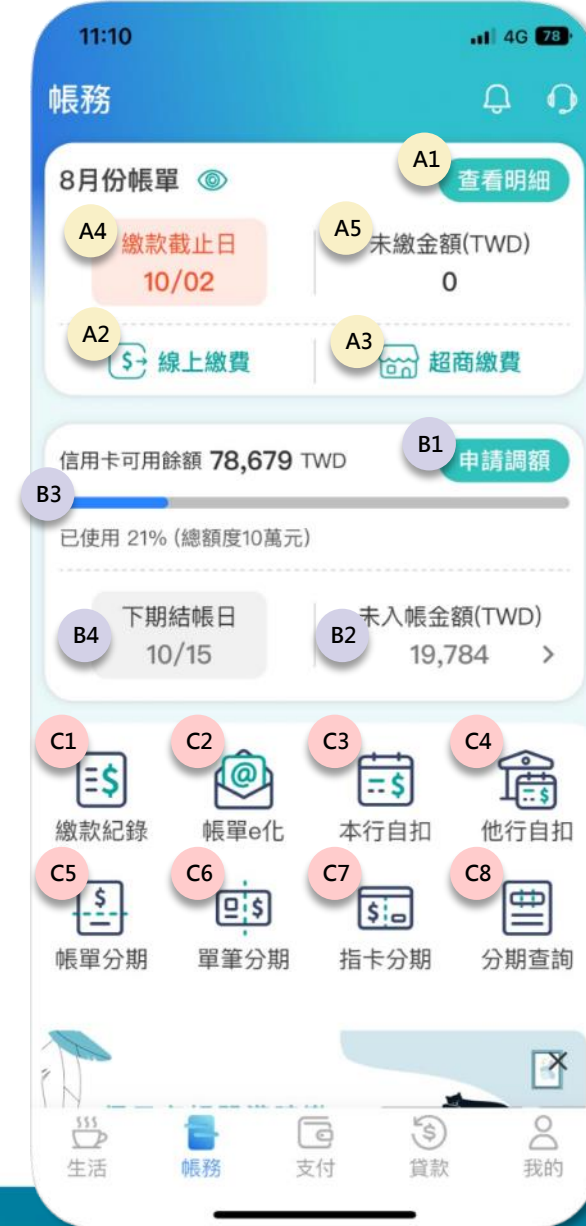 11:10 4G 78
帳務
8月份帳單 A1 查看明細
A4 繳款截止日 A5 未繳金額(TWD)
10/02 0
A2 線上繳費 A3 超商繳費
信用卡可用餘額 78,679 TWD B1 申請調額
B3
已使用 21% (總額度10萬元)
B4 下期結帳日 B2 未入帳金額(TWD)
10/15 19,784 >
C1 C2 C3 C4
繳款紀錄 帳單e化 本行自扣 他行自扣
C5 C6 C7 C8
帳單分期 單筆分期 指卡分期 分期查詢
生活 帳務 支付 貸款 我的